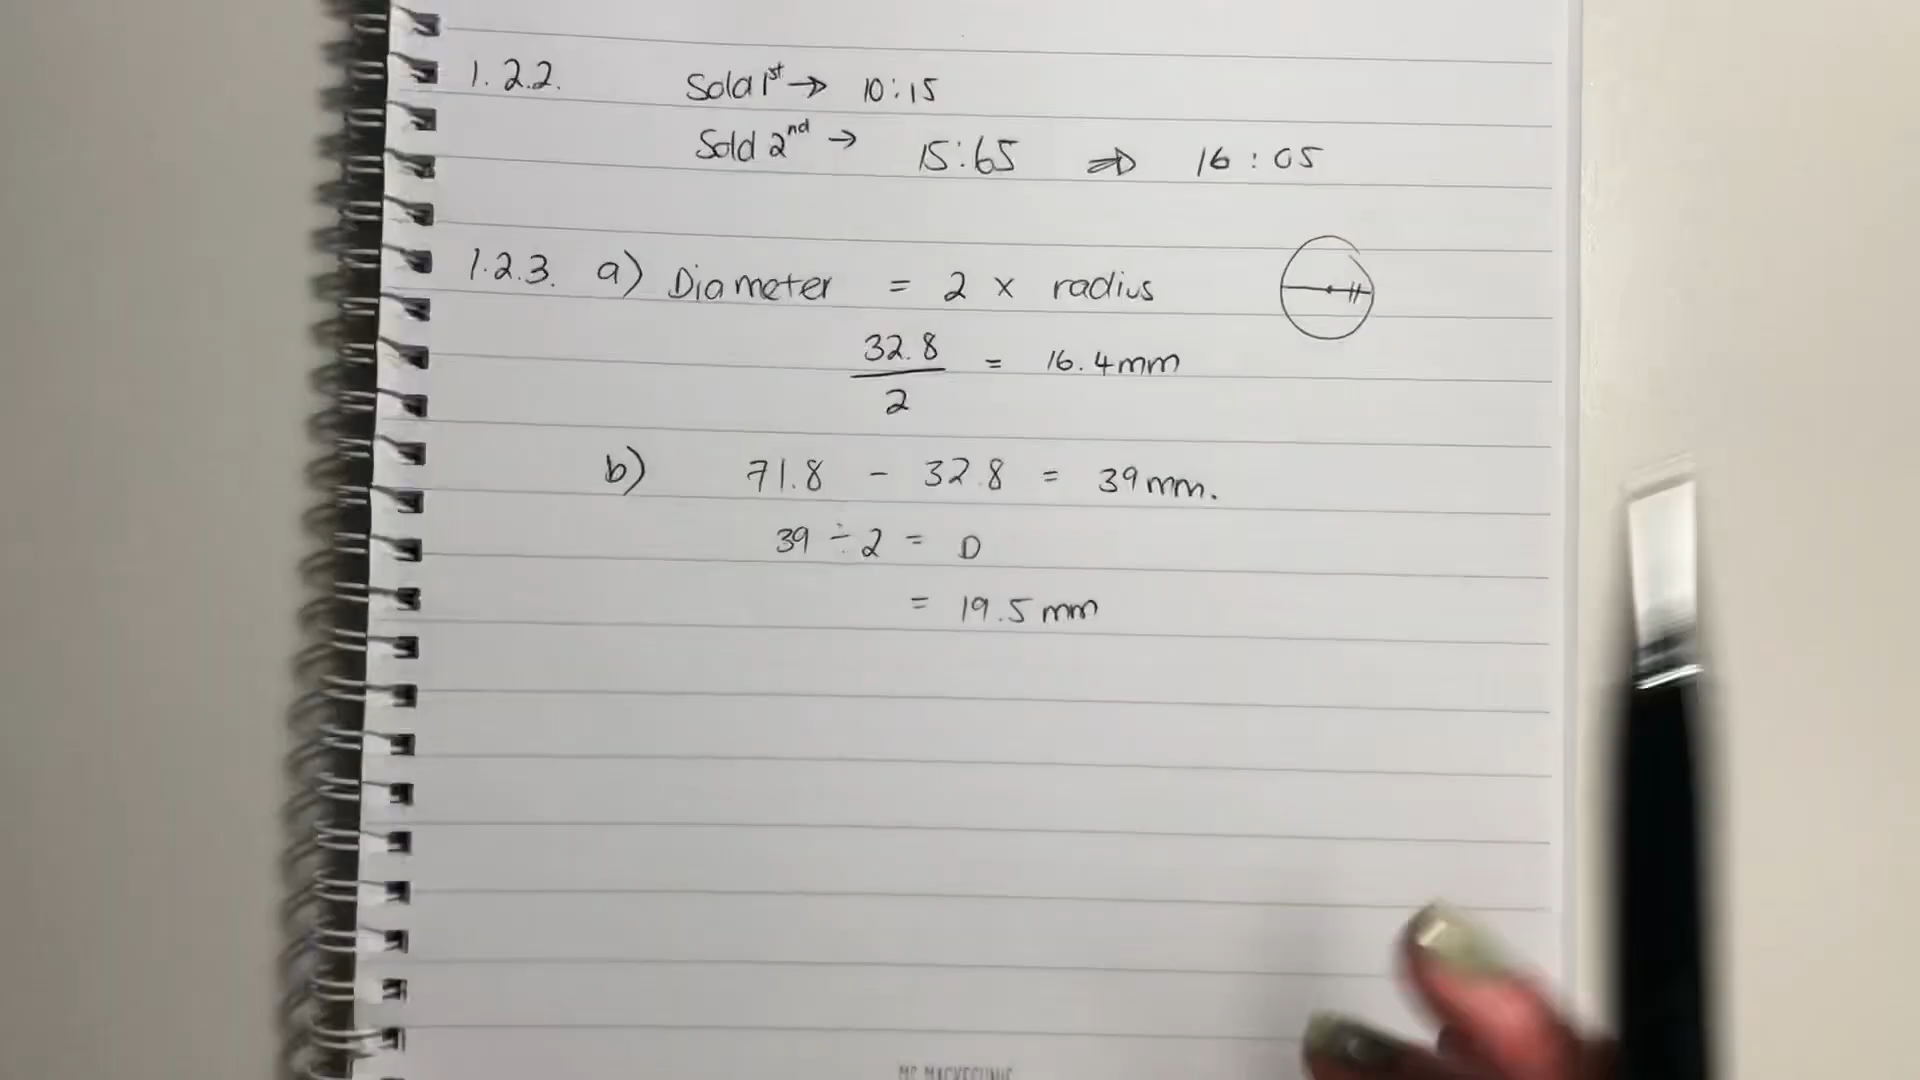 1.2.2. Sold 1st → 10:15
Sold 2nd → 15:65 ⇒ 16:05
1.2.3. a) Diameter = 2 × radius
32.8 / 2 = 16.4mm
b) 71.8 - 32.8 = 39mm.
39 ÷ 2 = D
= 19.5mm